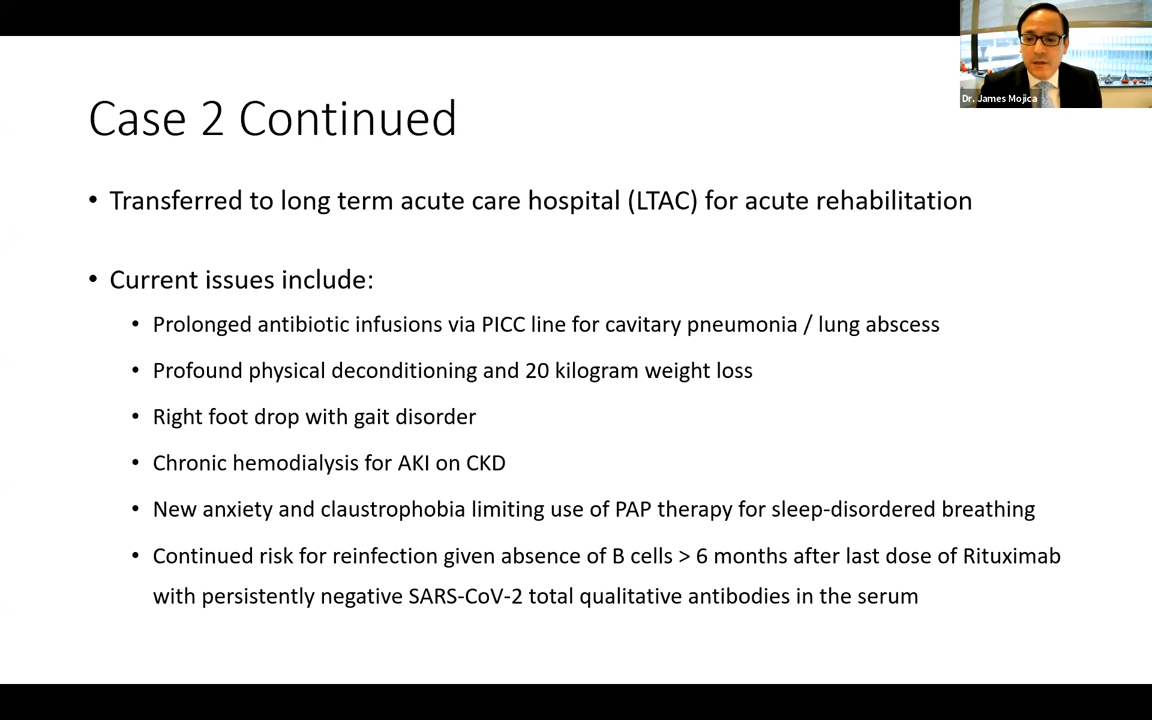 Dr. James Mojica
Case 2 Continued
• Transferred to long term acute care hospital (LTAC) for acute rehabilitation
• Current issues include:
• Prolonged antibiotic infusions via PICC line for cavitary pneumonia / lung abscess
• Profound physical deconditioning and 20 kilogram weight loss
• Right foot drop with gait disorder
• Chronic hemodialysis for AKI on CKD
• New anxiety and claustrophobia limiting use of PAP therapy for sleep-disordered breathing
• Continued risk for reinfection given absence of B cells > 6 months after last dose of Rituximab
with persistently negative SARS-CoV-2 total qualitative antibodies in the serum